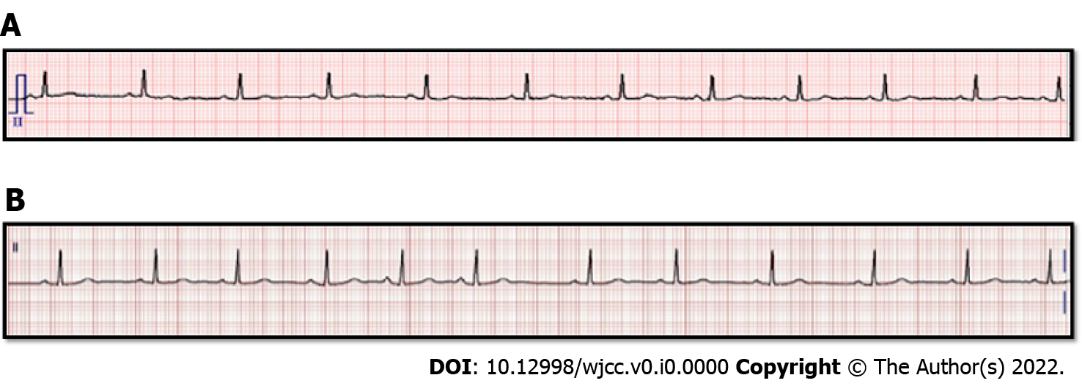 A
II
B
II
DOI: 10.12998/wjcc.v0.i0.0000 Copyright © The Author(s) 2022.